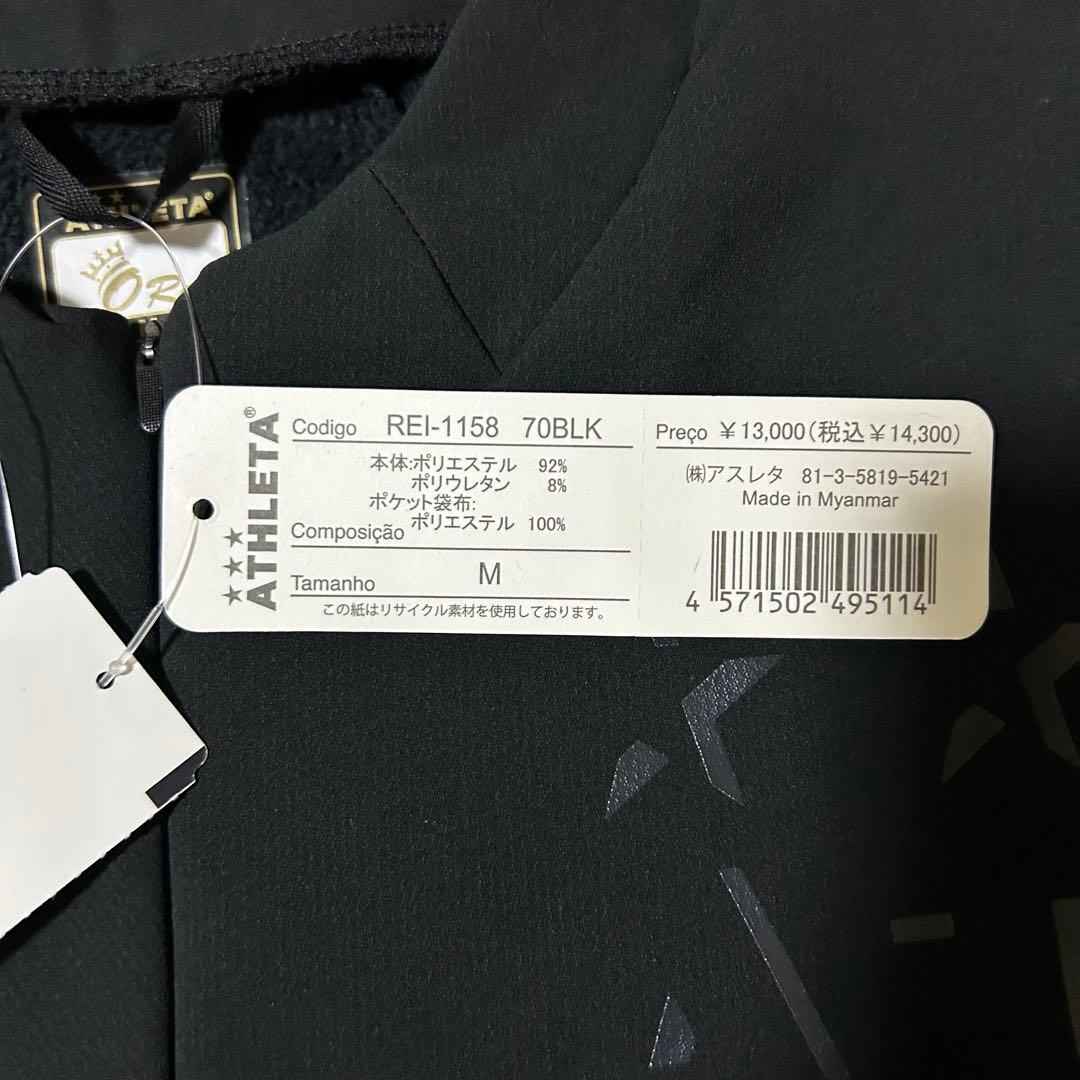 ATHLETA®
OR
ATHLETA®
Codigo REI-1158 70BLK
本体:ポリエステル 92%
ポリウレタン 8%
ポケット袋布:
ポリエステル 100%
Composição
Tamanho M
この紙はリサイクル素材を使用しております。
Preço ￥13,000(税込￥14,300)
㈱アスレタ 81-3-5819-5421
Made in Myanmar
4 571502 495114